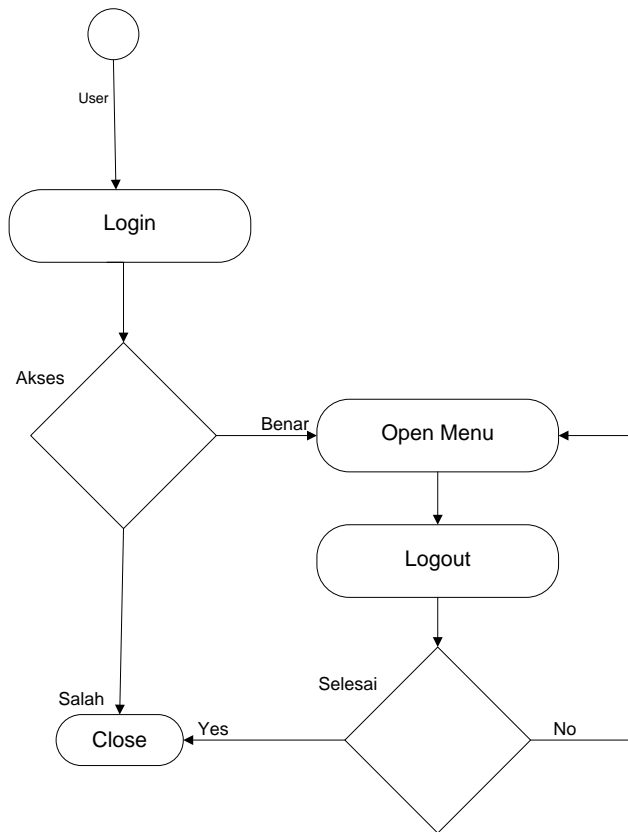 User
Login
Akses
Benar
Open Menu
Logout
Selesai
Salah
Yes
No
Close